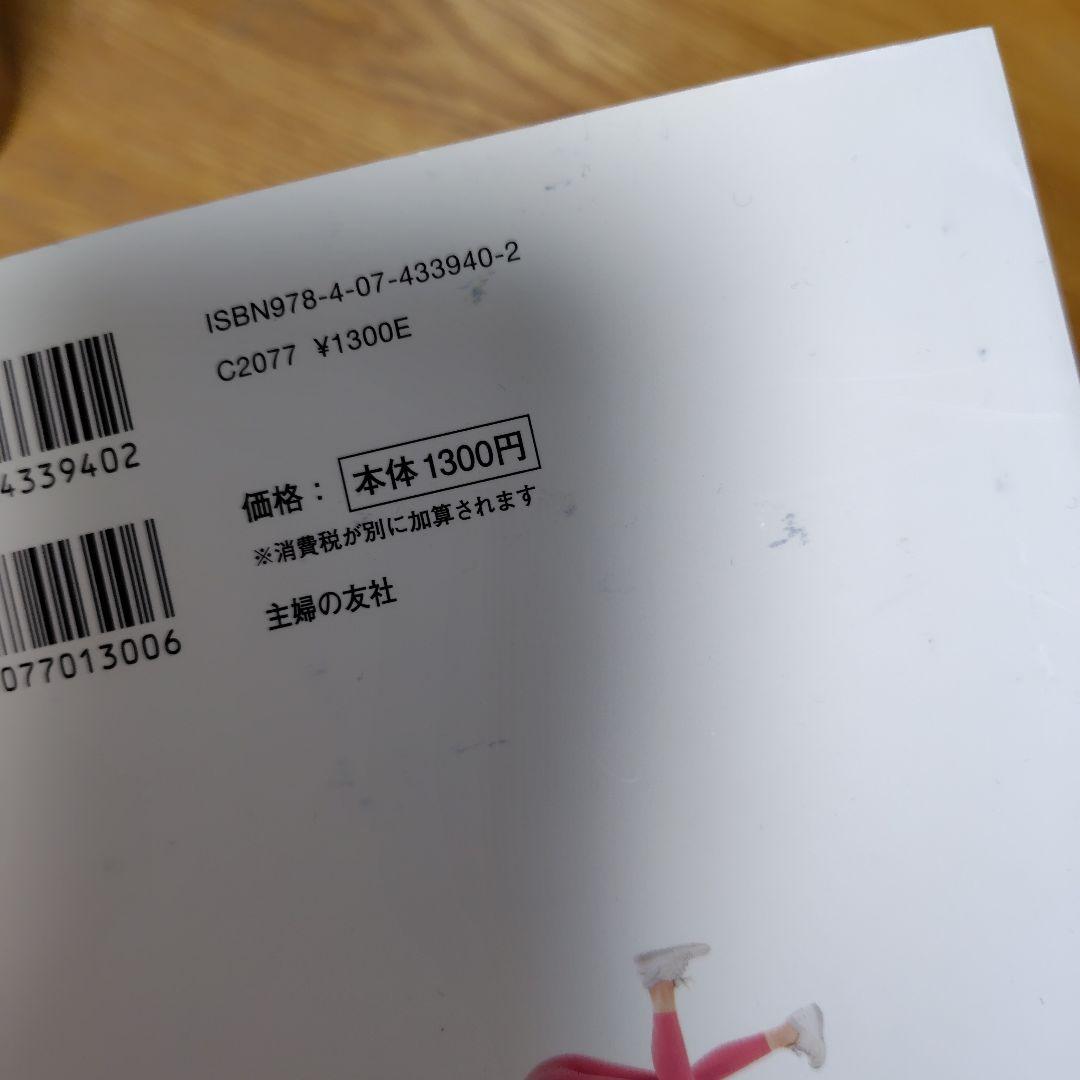 ISBN978-4-07-433940-2
C2077 ¥1300E
4339402
価格：本体1300円
※消費税が別に加算されます
077013006
主婦の友社